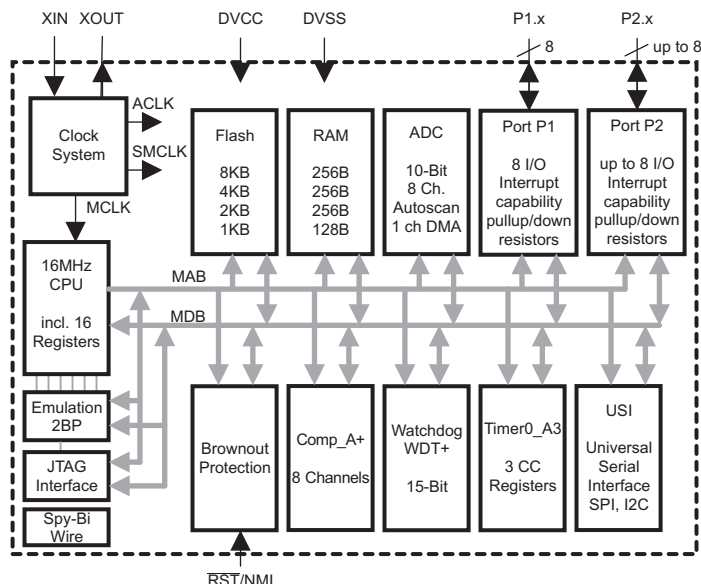 XIN XOUT DVCC DVSS P1.x P2.x
8 up to 8
Clock
System
ACLK
SMCLK
MCLK
Flash
8KB
4KB
2KB
1KB
RAM
256B
256B
256B
128B
ADC
10-Bit
8 Ch.
Autoscan
1 ch DMA
Port P1
8 I/O
Interrupt
capability
pullup/down
resistors
Port P2
up to 8 I/O
Interrupt
capability
pullup/down
resistors
16MHz
CPU
incl. 16
Registers
MAB
MDB
Emulation
2BP
JTAG
Interface
Spy-Bi
Wire
Brownout
Protection
Comp_A+
8 Channels
Watchdog
WDT+
15-Bit
Timer0_A3
3 CC
Registers
USI
Universal
Serial
Interface
SPI, I2C
RST/NMI